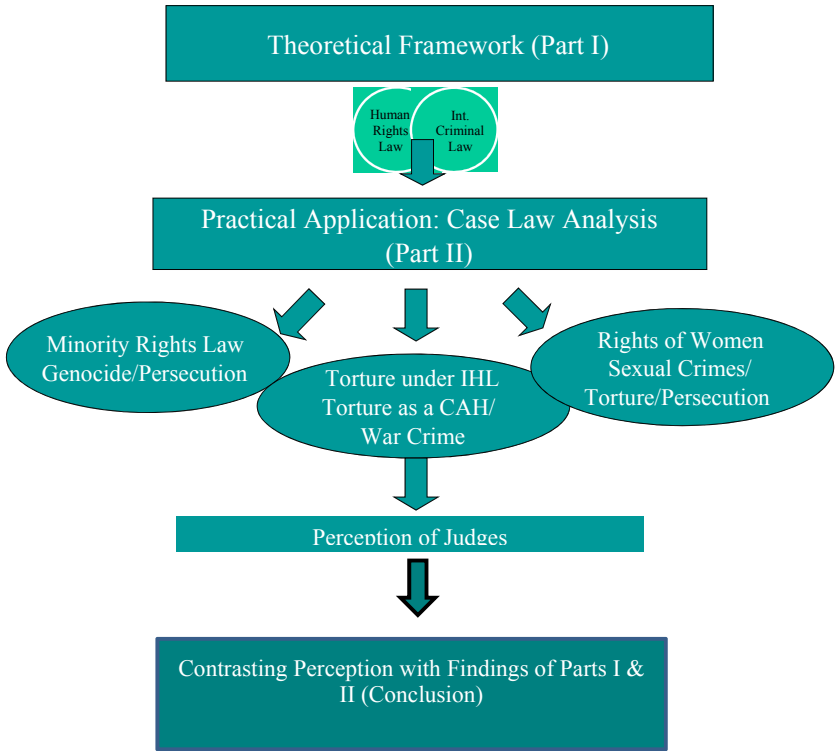 Theoretical Framework (Part I)
Human
Rights
Law
Int.
Criminal
Law
Practical Application: Case Law Analysis
(Part II)
Minority Rights Law
Genocide/Persecution
Torture under IHL
Torture as a CAH/
War Crime
Rights of Women
Sexual Crimes/
Torture/Persecution
Perception of Judges
Contrasting Perception with Findings of Parts I &
II (Conclusion)